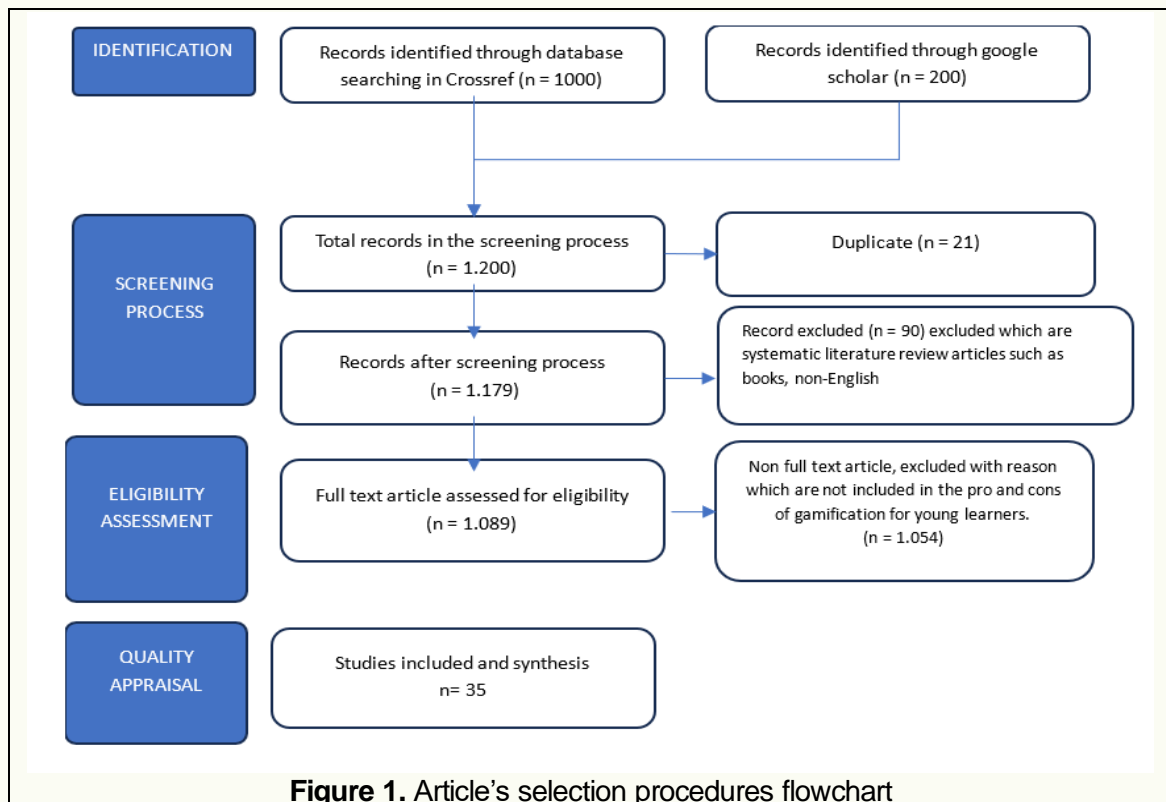 IDENTIFICATION
Records identified through database
searching in Crossref (n = 1000)
Records identified through google
scholar (n = 200)
SCREENING
PROCESS
Total records in the screening process
(n = 1.200)
Duplicate (n = 21)
Records after screening process
(n = 1.179)
Record excluded (n = 90) excluded which are
systematic literature review articles such as
books, non-English
ELIGIBILITY
ASSESSMENT
Full text article assessed for eligibility
(n = 1.089)
Non full text article, excluded with reason
which are not included in the pro and cons
of gamification for young learners.
(n = 1.054)
QUALITY
APPRAISAL
Studies included and synthesis
n= 35
Figure 1. Article's selection procedures flowchart